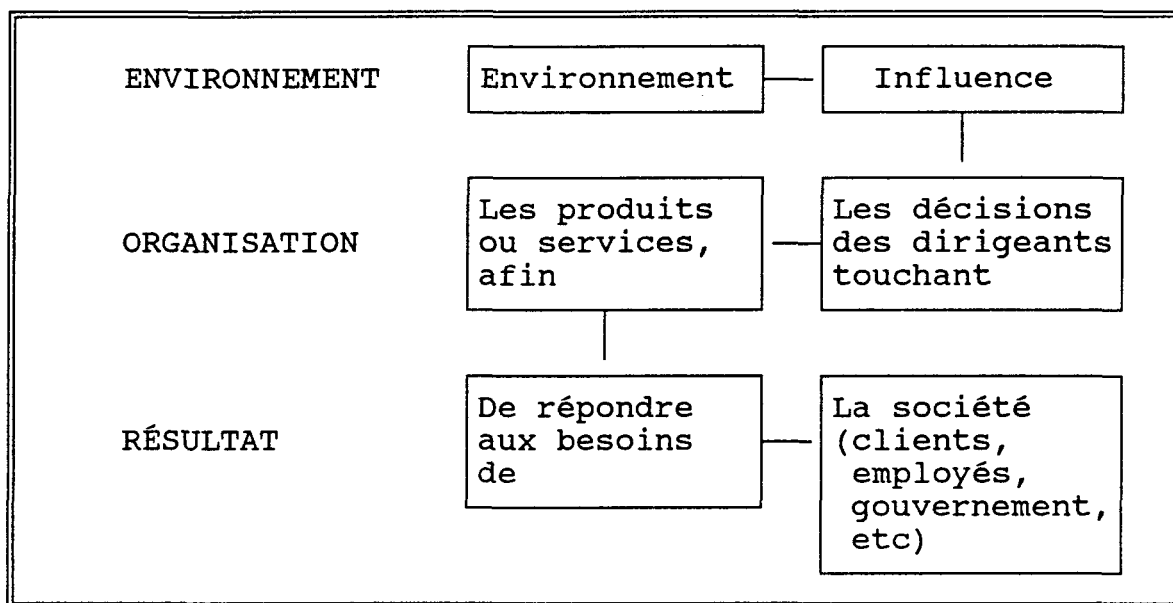 ENVIRONNEMENT
Environnement
Influence
ORGANISATION
Les produits
ou services,
afin
Les décisions
des dirigeants
touchant
RÉSULTAT
De répondre
aux besoins
de
La société
(clients,
employés,
gouvernement,
etc)